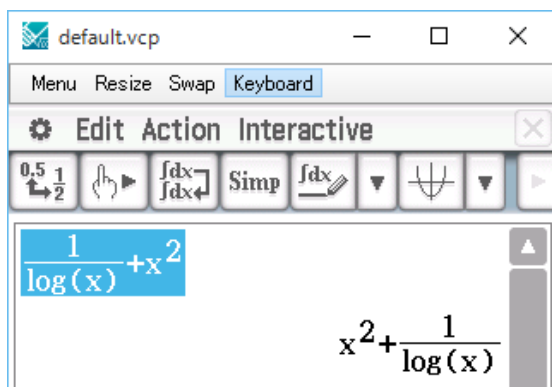 default.vcp
Menu Resize Swap Keyboard
Edit Action Interactive
0.5 1/2 ∫dx ∫dx Simp ∫dx
1/log(x)+x^2
x^2+1/log(x)